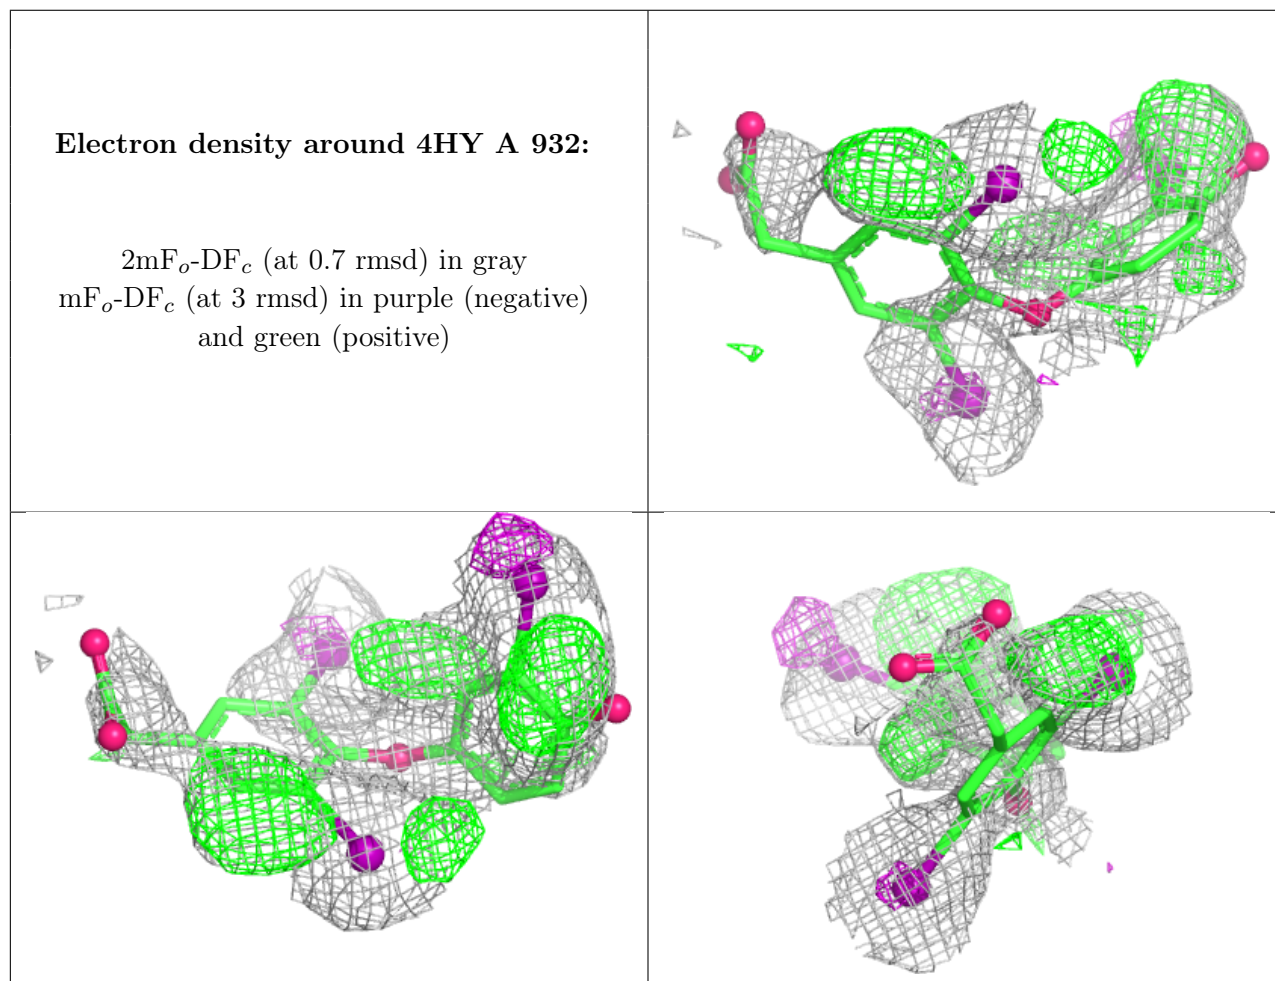 Electron density around 4HY A 932:
2mFo-DFc (at 0.7 rmsd) in gray
mFo-DFc (at 3 rmsd) in purple (negative)
and green (positive)